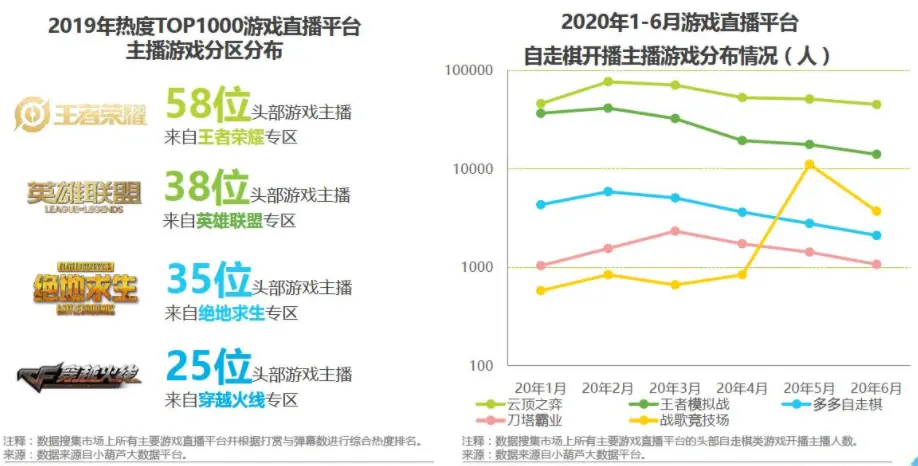 2019年热度TOP1000游戏直播平台
主播游戏分区分布
王者荣耀
58位头部游戏主播
来自王者荣耀专区
英雄联盟
LEAGUE OF LEGENDS
38位头部游戏主播
来自英雄联盟专区
绝地求生
35位头部游戏主播
来自绝地求生专区
CF穿越火线
25位头部游戏主播
来自穿越火线专区
注释：数据搜集市场上所有主要游戏直播平台并根据打赏与弹幕数进行综合热度排名。
来源：数据来源自小葫芦大数据平台。
2020年1-6月游戏直播平台
自走棋开播主播游戏分布情况（人）
100000
10000
1000
100
20年1月 20年2月 20年3月 20年4月 20年5月 20年6月
云顶之弈 王者模拟战 多多自走棋
刀塔霸业 战歌竞技场
注释：数据搜集市场上所有主要游戏直播平台的头部自走棋类游戏开播主播人数。
来源：数据来源自小葫芦大数据平台。